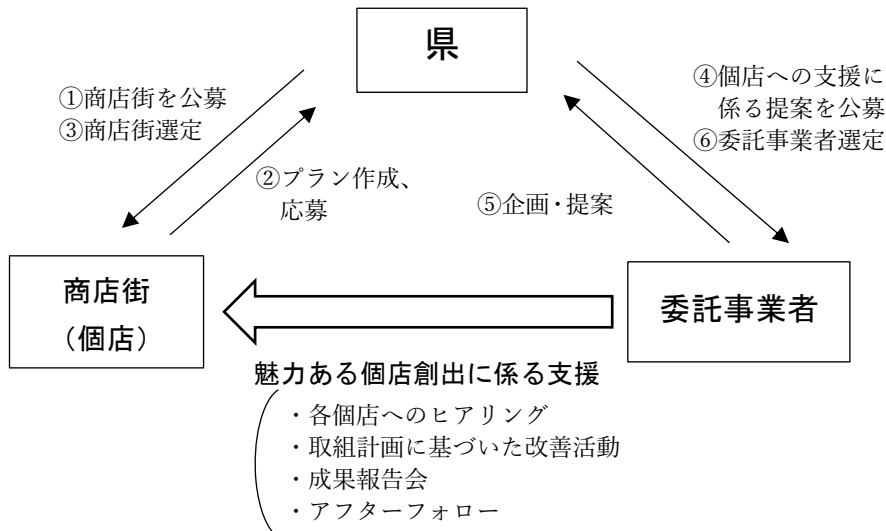 県
①商店街を公募
③商店街選定
②プラン作成、
応募
④個店への支援に
係る提案を公募
⑥委託事業者選定
⑤企画・提案
商店街
(個店)
委託事業者
魅力ある個店創出に係る支援
・各個店へのヒアリング
・取組計画に基づいた改善活動
・成果報告会
・アフターフォロー